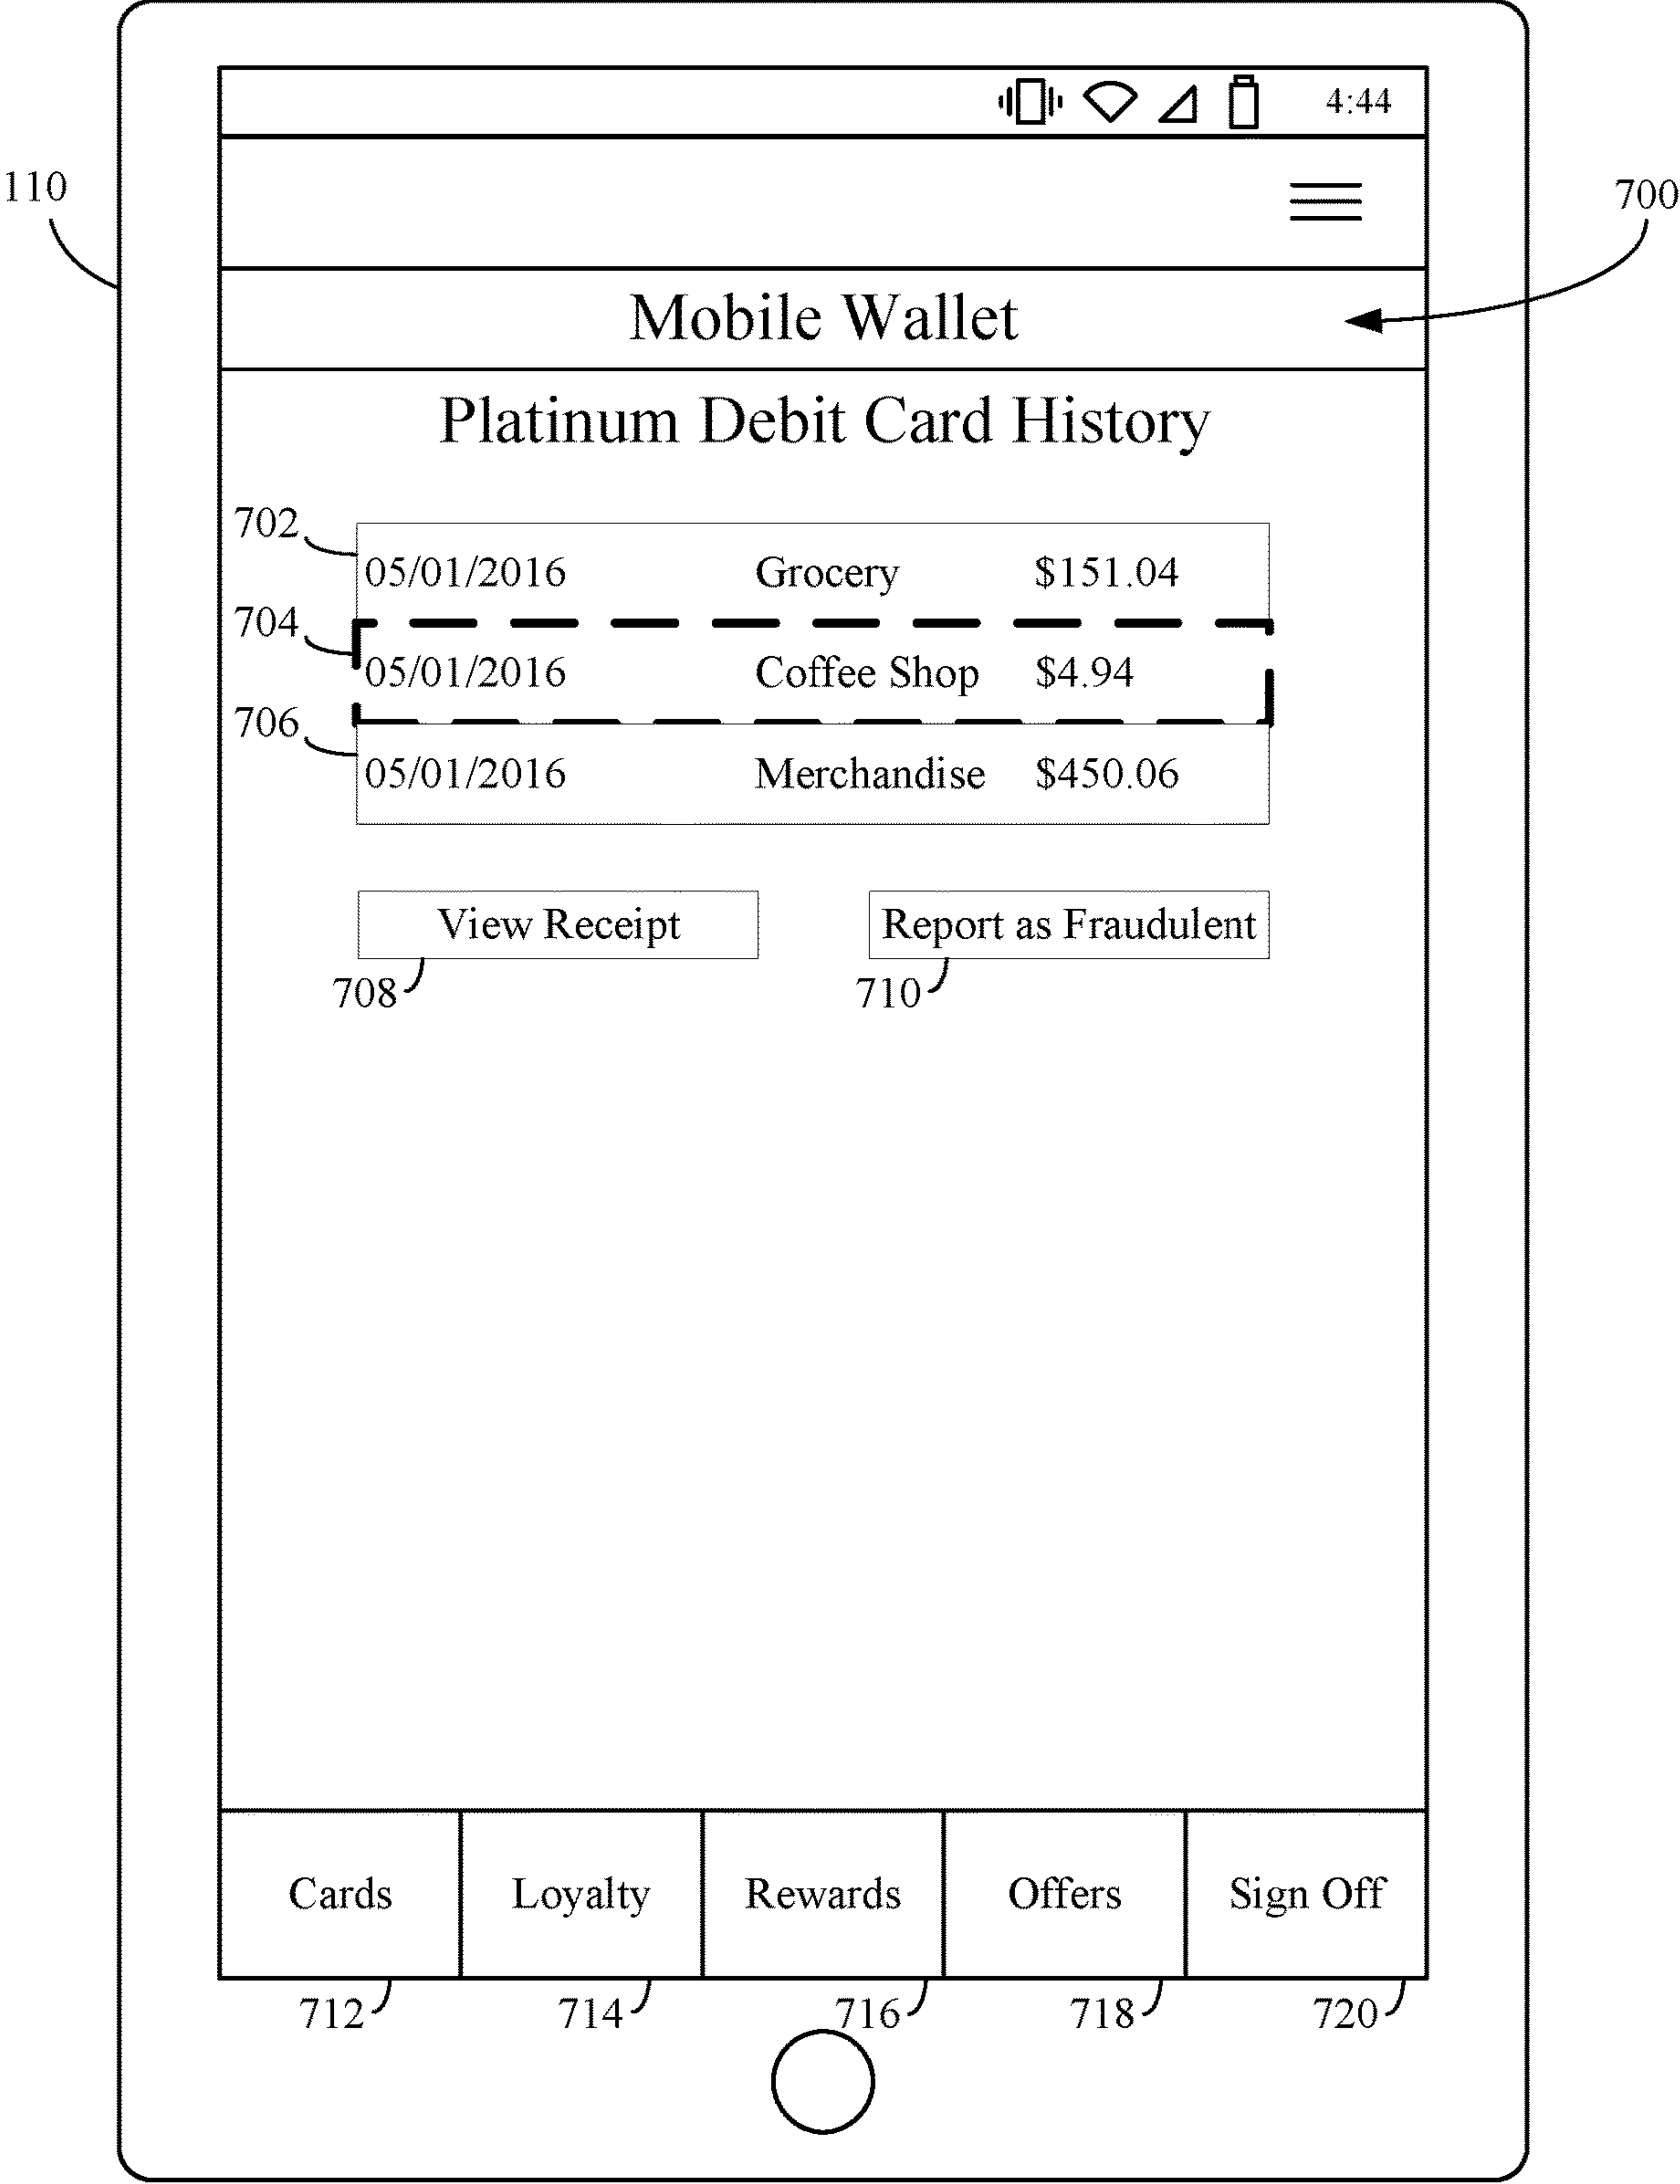 4:44
110
700
Mobile Wallet
Platinum Debit Card History
702
05/01/2016 Grocery $151.04
704
05/01/2016 Coffee Shop $4.94
706
05/01/2016 Merchandise $450.06
View Receipt Report as Fraudulent
708 710
Cards Loyalty Rewards Offers Sign Off
712 714 716 718 720